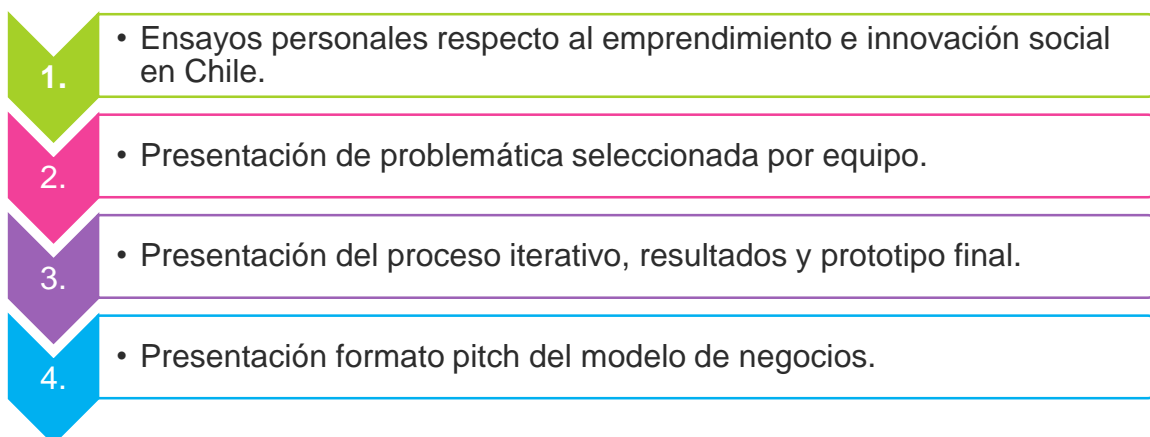 1.
• Ensayos personales respecto al emprendimiento e innovación social
en Chile.
2.
• Presentación de problemática seleccionada por equipo.
3.
• Presentación del proceso iterativo, resultados y prototipo final.
4.
• Presentación formato pitch del modelo de negocios.